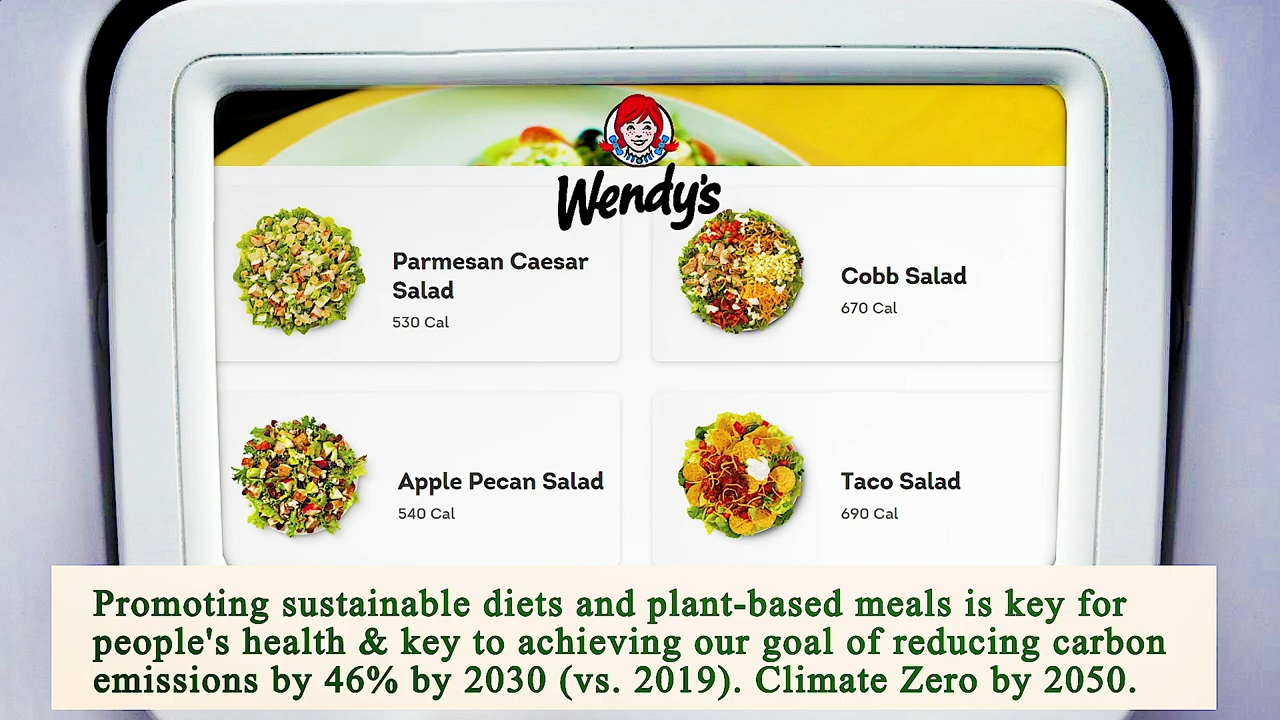 Wendy's
Parmesan Caesar
Salad
530 Cal
Cobb Salad
670 Cal
Apple Pecan Salad
540 Cal
Taco Salad
690 Cal
Promoting sustainable diets and plant-based meals is key for
people's health & key to achieving our goal of reducing carbon
emissions by 46% by 2030 (vs. 2019). Climate Zero by 2050.